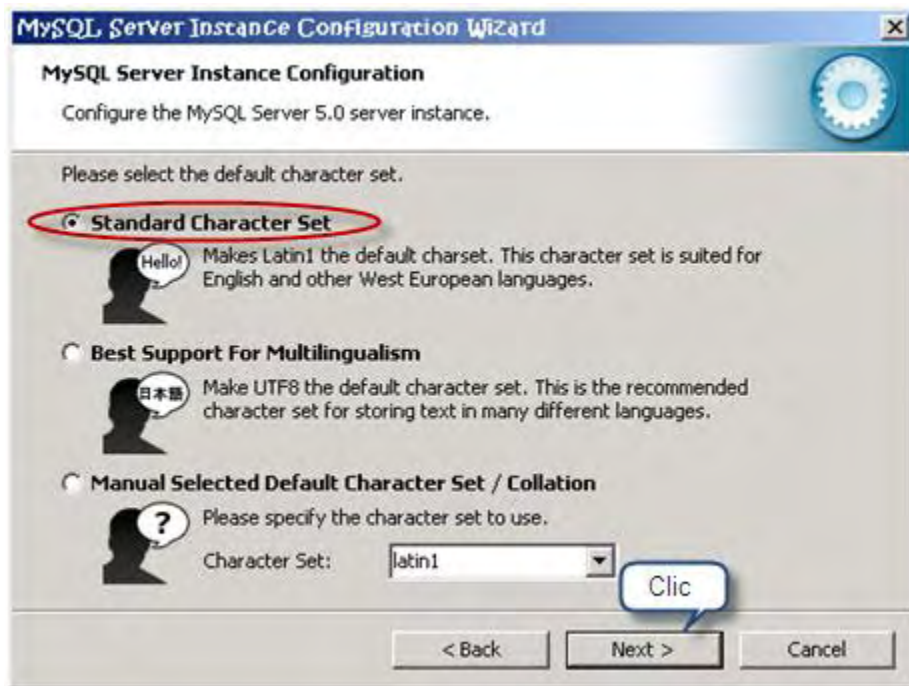 MySQL Server Instance Configuration Wizard
MySQL Server Instance Configuration
Configure the MySQL Server 5.0 server instance.
Please select the default character set.
Standard Character Set
Hello!
Makes Latin1 the default charset. This character set is suited for
English and other West European languages.
Best Support For Multilingualism
日本語
Make UTF8 the default character set. This is the recommended
character set for storing text in many different languages.
Manual Selected Default Character Set / Collation
?
Please specify the character set to use.
Character Set: latin1
Clic
< Back Next > Cancel